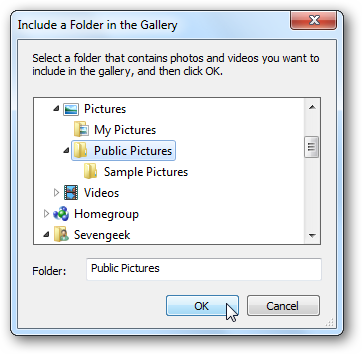 Include a Folder in the Gallery
Select a folder that contains photos and videos you want to
include in the gallery, and then click OK.
Pictures
My Pictures
Public Pictures
Sample Pictures
Videos
Homegroup
Sevengeek
Folder: Public Pictures
OK Cancel